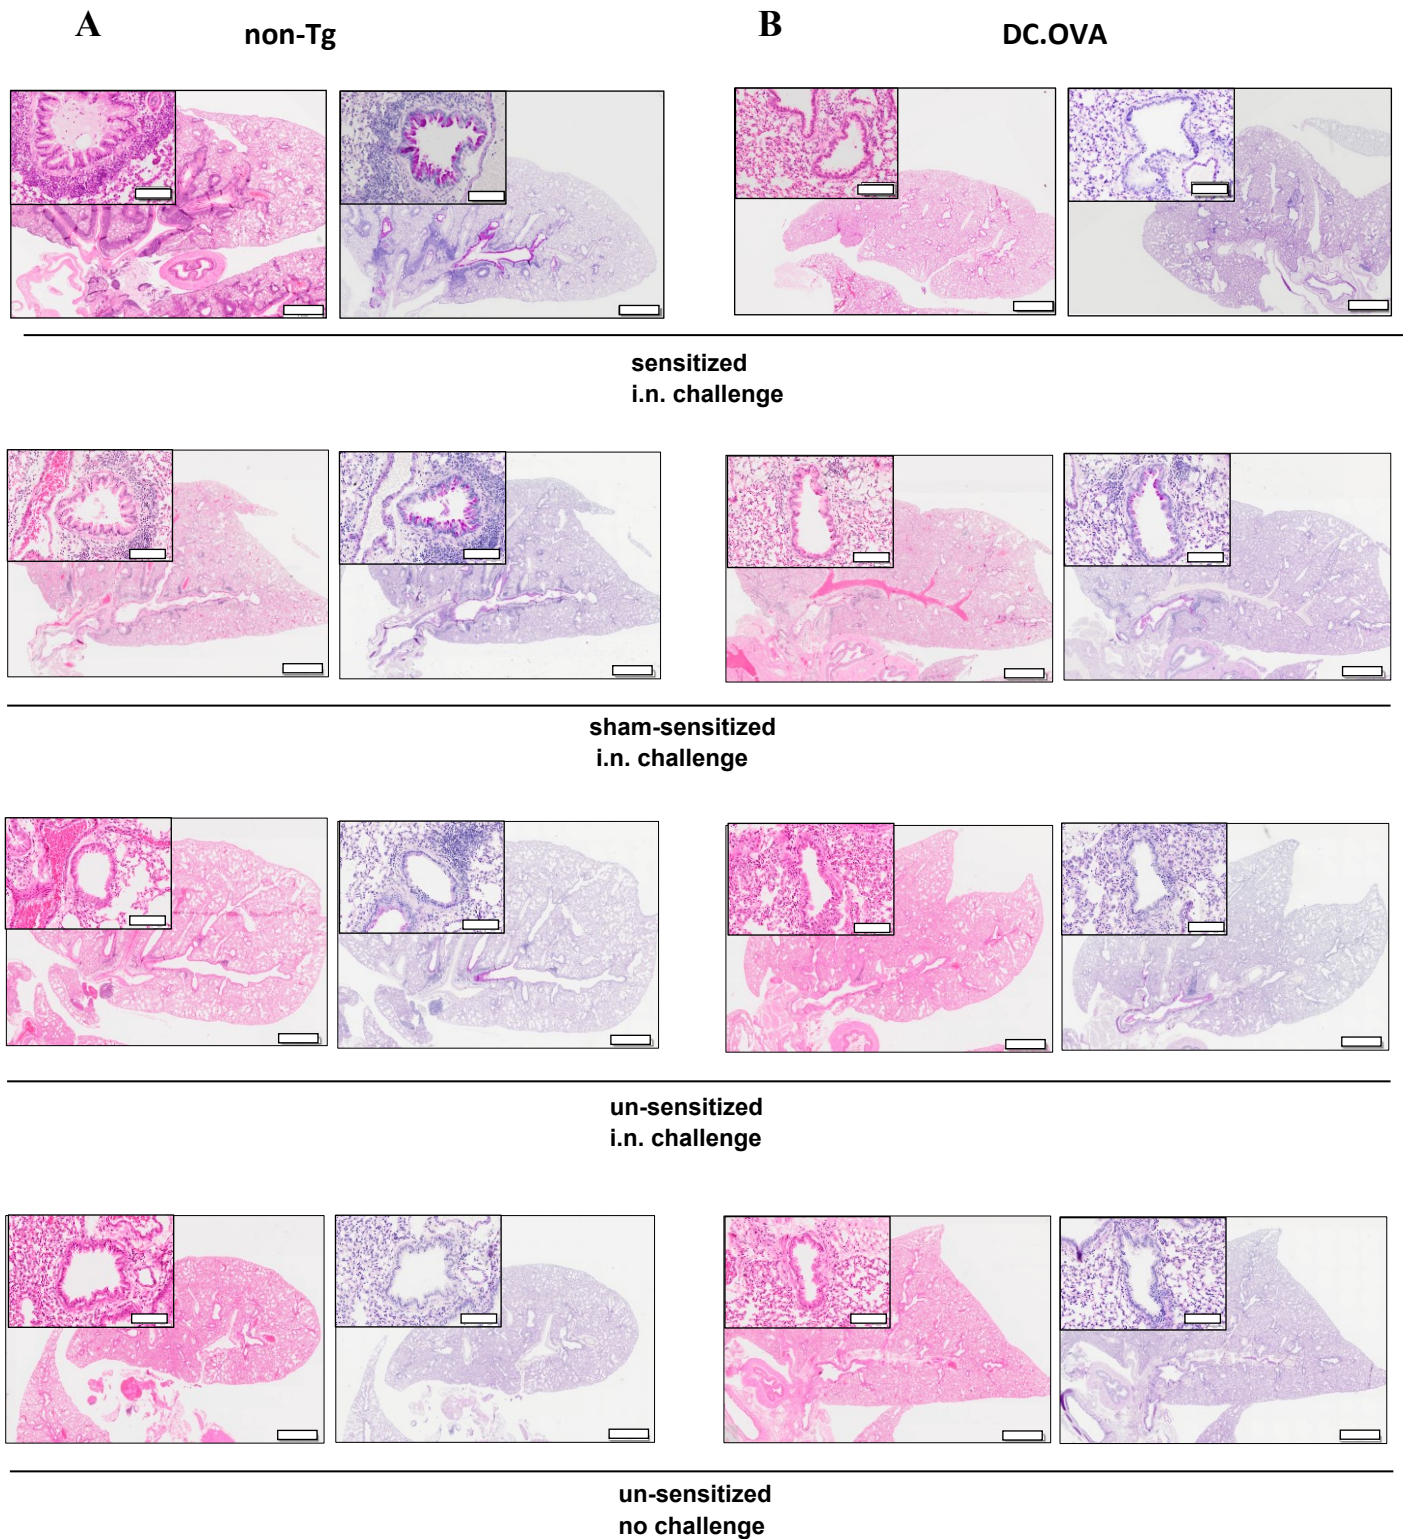 A
non-Tg
B
DC.OVA
sensitized
i.n. challenge
sham-sensitized
i.n. challenge
un-sensitized
i.n. challenge
un-sensitized
no challenge